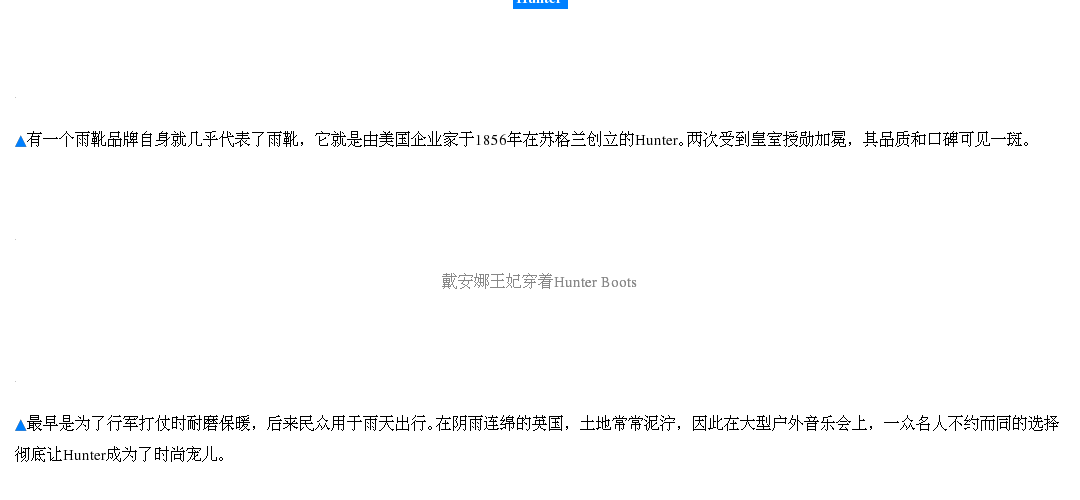 Hunter
▲有一个雨靴品牌自身就几乎代表了雨靴，它就是由美国企业家于1856年在苏格兰创立的Hunter。两次受到皇室授勋加冕，其品质和口碑可见一斑。
戴安娜王妃穿着Hunter Boots
▲最早是为了行军打仗时耐磨保暖，后来民众用于雨天出行。在阴雨连绵的英国，土地常常泥泞，因此在大型户外音乐会上，一众名人不约而同的选择
彻底让Hunter成为了时尚宠儿。